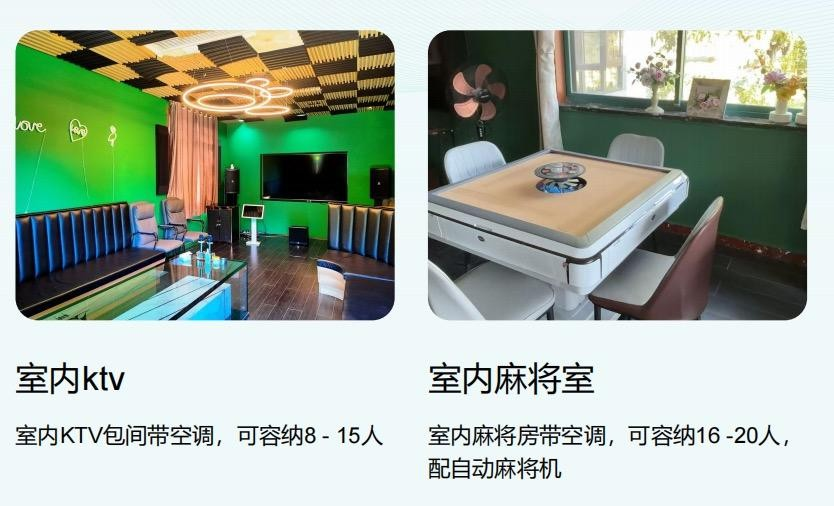 Love
Love
室内ktv
室内KTV包间带空调，可容纳8 - 15人
室内麻将室
室内麻将房带空调，可容纳16 -20人，
配自动麻将机